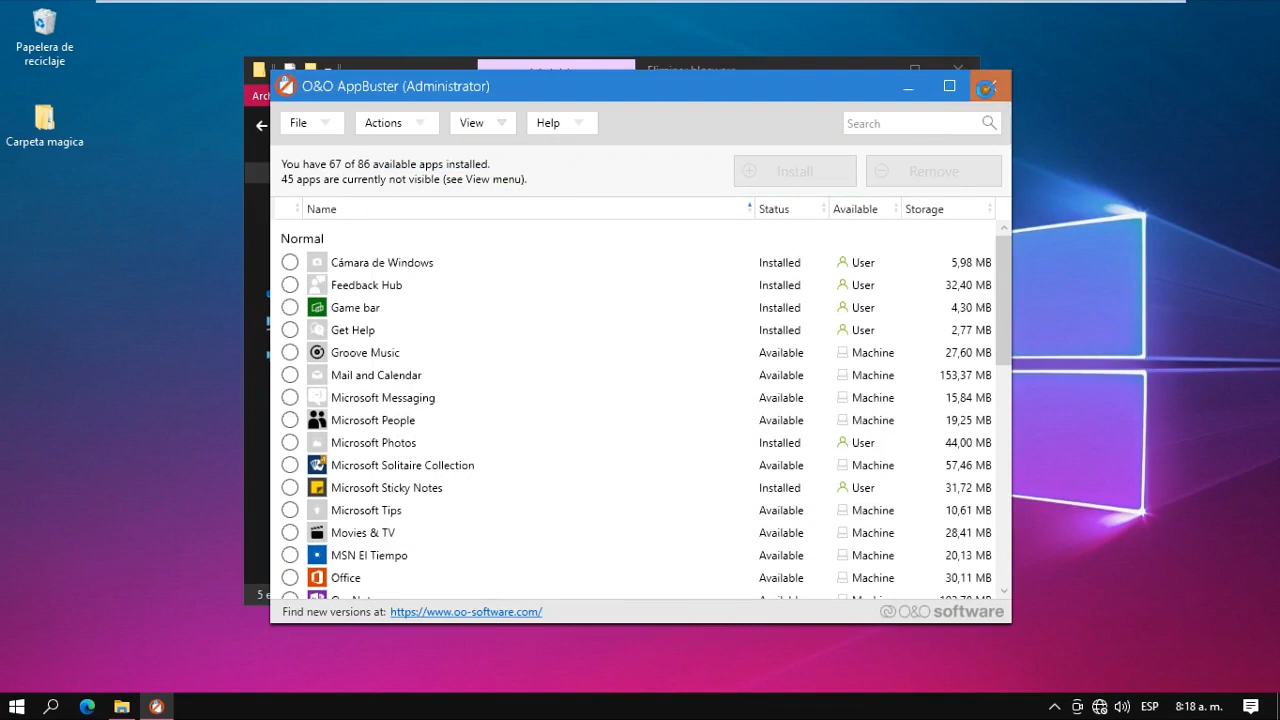 Papelera de
reciclaje
Carpeta magica
Arc
O&O AppBuster (Administrator)
File Actions View Help Search
You have 67 of 86 available apps installed.
45 apps are currently not visible (see View menu).
Install Remove
Name Status Available Storage
Normal
Cámara de Windows Installed User 5,98 MB
Feedback Hub Installed User 32,40 MB
Game bar Installed User 4,30 MB
Get Help Installed User 2,77 MB
Groove Music Available Machine 27,60 MB
Mail and Calendar Available Machine 153,37 MB
Microsoft Messaging Available Machine 15,84 MB
Microsoft People Available Machine 19,25 MB
Microsoft Photos Installed User 44,00 MB
Microsoft Solitaire Collection Available Machine 57,46 MB
Microsoft Sticky Notes Installed User 31,72 MB
Microsoft Tips Available Machine 10,61 MB
Movies & TV Available Machine 28,41 MB
MSN El Tiempo Available Machine 20,13 MB
Office Available Machine 30,11 MB
5 e
Find new versions at: https://www.oo-software.com/ O&O software
ESP 8:18 a. m.